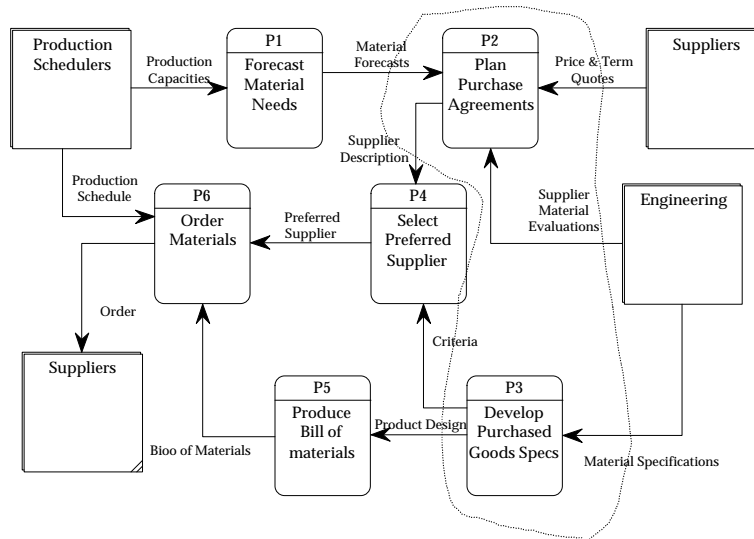 Production
Schedulers
Production
Capacities
P1
Forecast
Material
Needs
Material
Forecasts
P2
Plan
Purchase
Agreements
Price & Term
Quotes
Suppliers
Supplier
Description
Production
Schedule
P6
Order
Materials
Preferred
Supplier
P4
Select
Preferred
Supplier
Supplier
Material
Evaluations
Engineering
Order
Suppliers
Criteria
P5
Produce
Bill of
materials
Bioo of Materials
Product Design
P3
Develop
Purchased
Goods Specs
Material Specifications